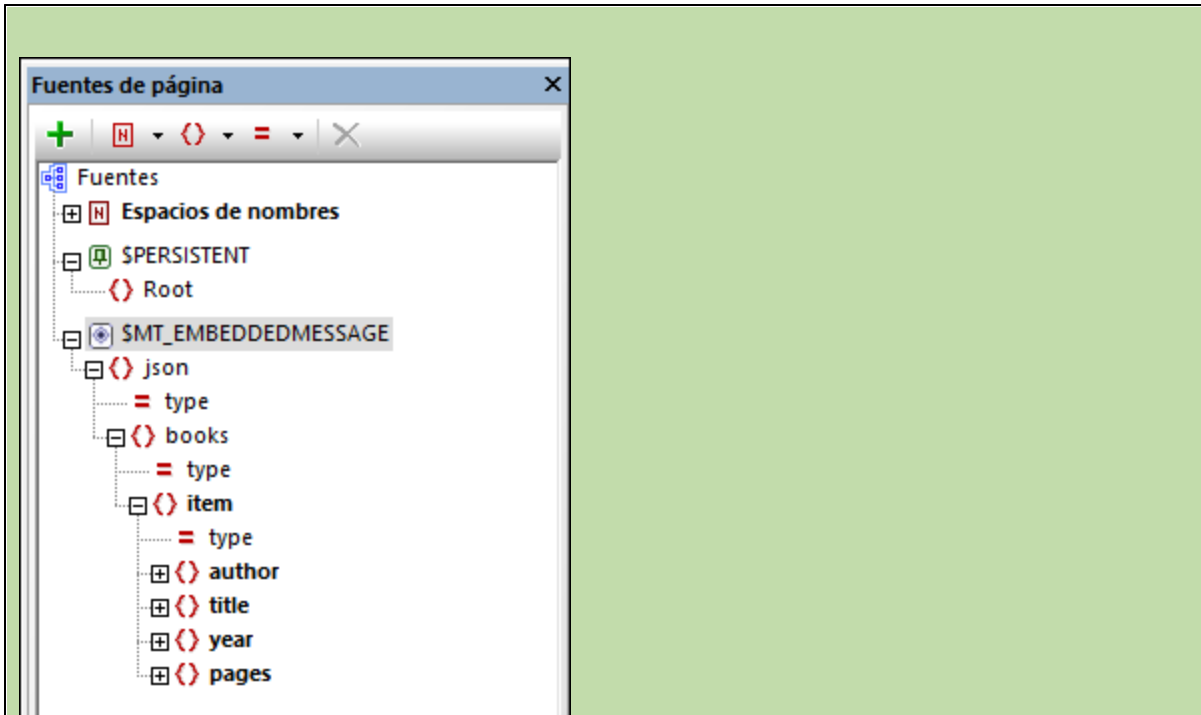 Fuentes de página
Fuentes
Espacios de nombres
$PERSISTENT
{} Root
$MT_EMBEDDEDMESSAGE
{} json
= type
{} books
= type
{} item
= type
{} author
{} title
{} year
{} pages